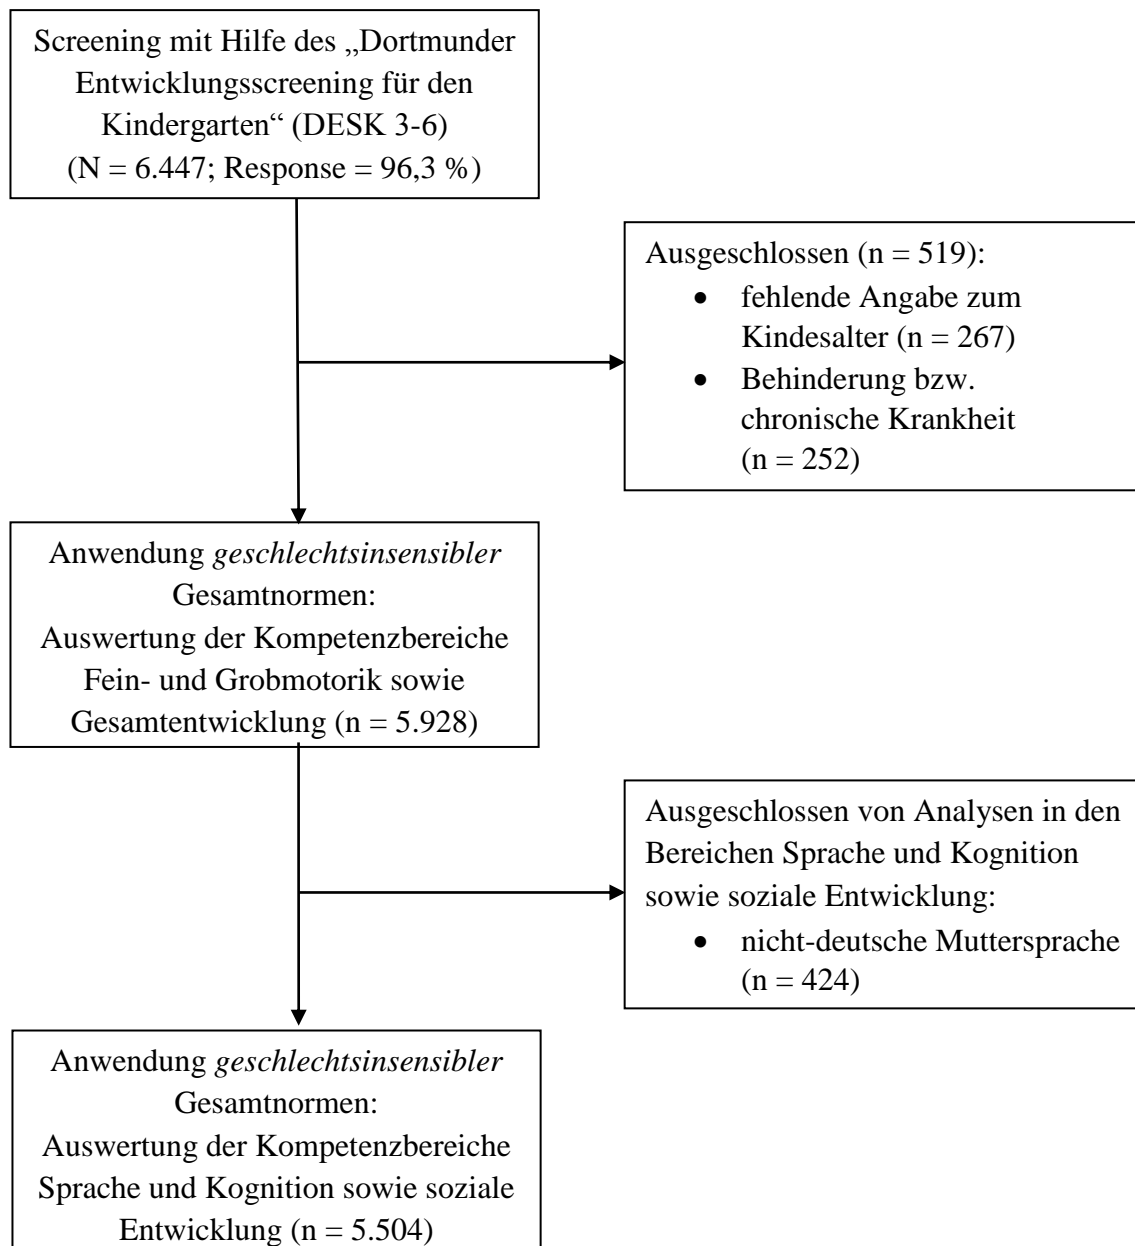 Screening mit Hilfe des „Dortmunder
Entwicklungsscreening für den
Kindergarten“ (DESK 3-6)
(N = 6.447; Response = 96,3 %)
Ausgeschlossen (n = 519):
• fehlende Angabe zum
Kindesalter (n = 267)
• Behinderung bzw.
chronische Krankheit
(n = 252)
Anwendung geschlechtsinsensibler
Gesamtnormen:
Auswertung der Kompetenzbereiche
Fein- und Grobmotorik sowie
Gesamtentwicklung (n = 5.928)
Ausgeschlossen von Analysen in den
Bereichen Sprache und Kognition
sowie soziale Entwicklung:
• nicht-deutsche Muttersprache
(n = 424)
Anwendung geschlechtsinsensibler
Gesamtnormen:
Auswertung der Kompetenzbereiche
Sprache und Kognition sowie soziale
Entwicklung (n = 5.504)